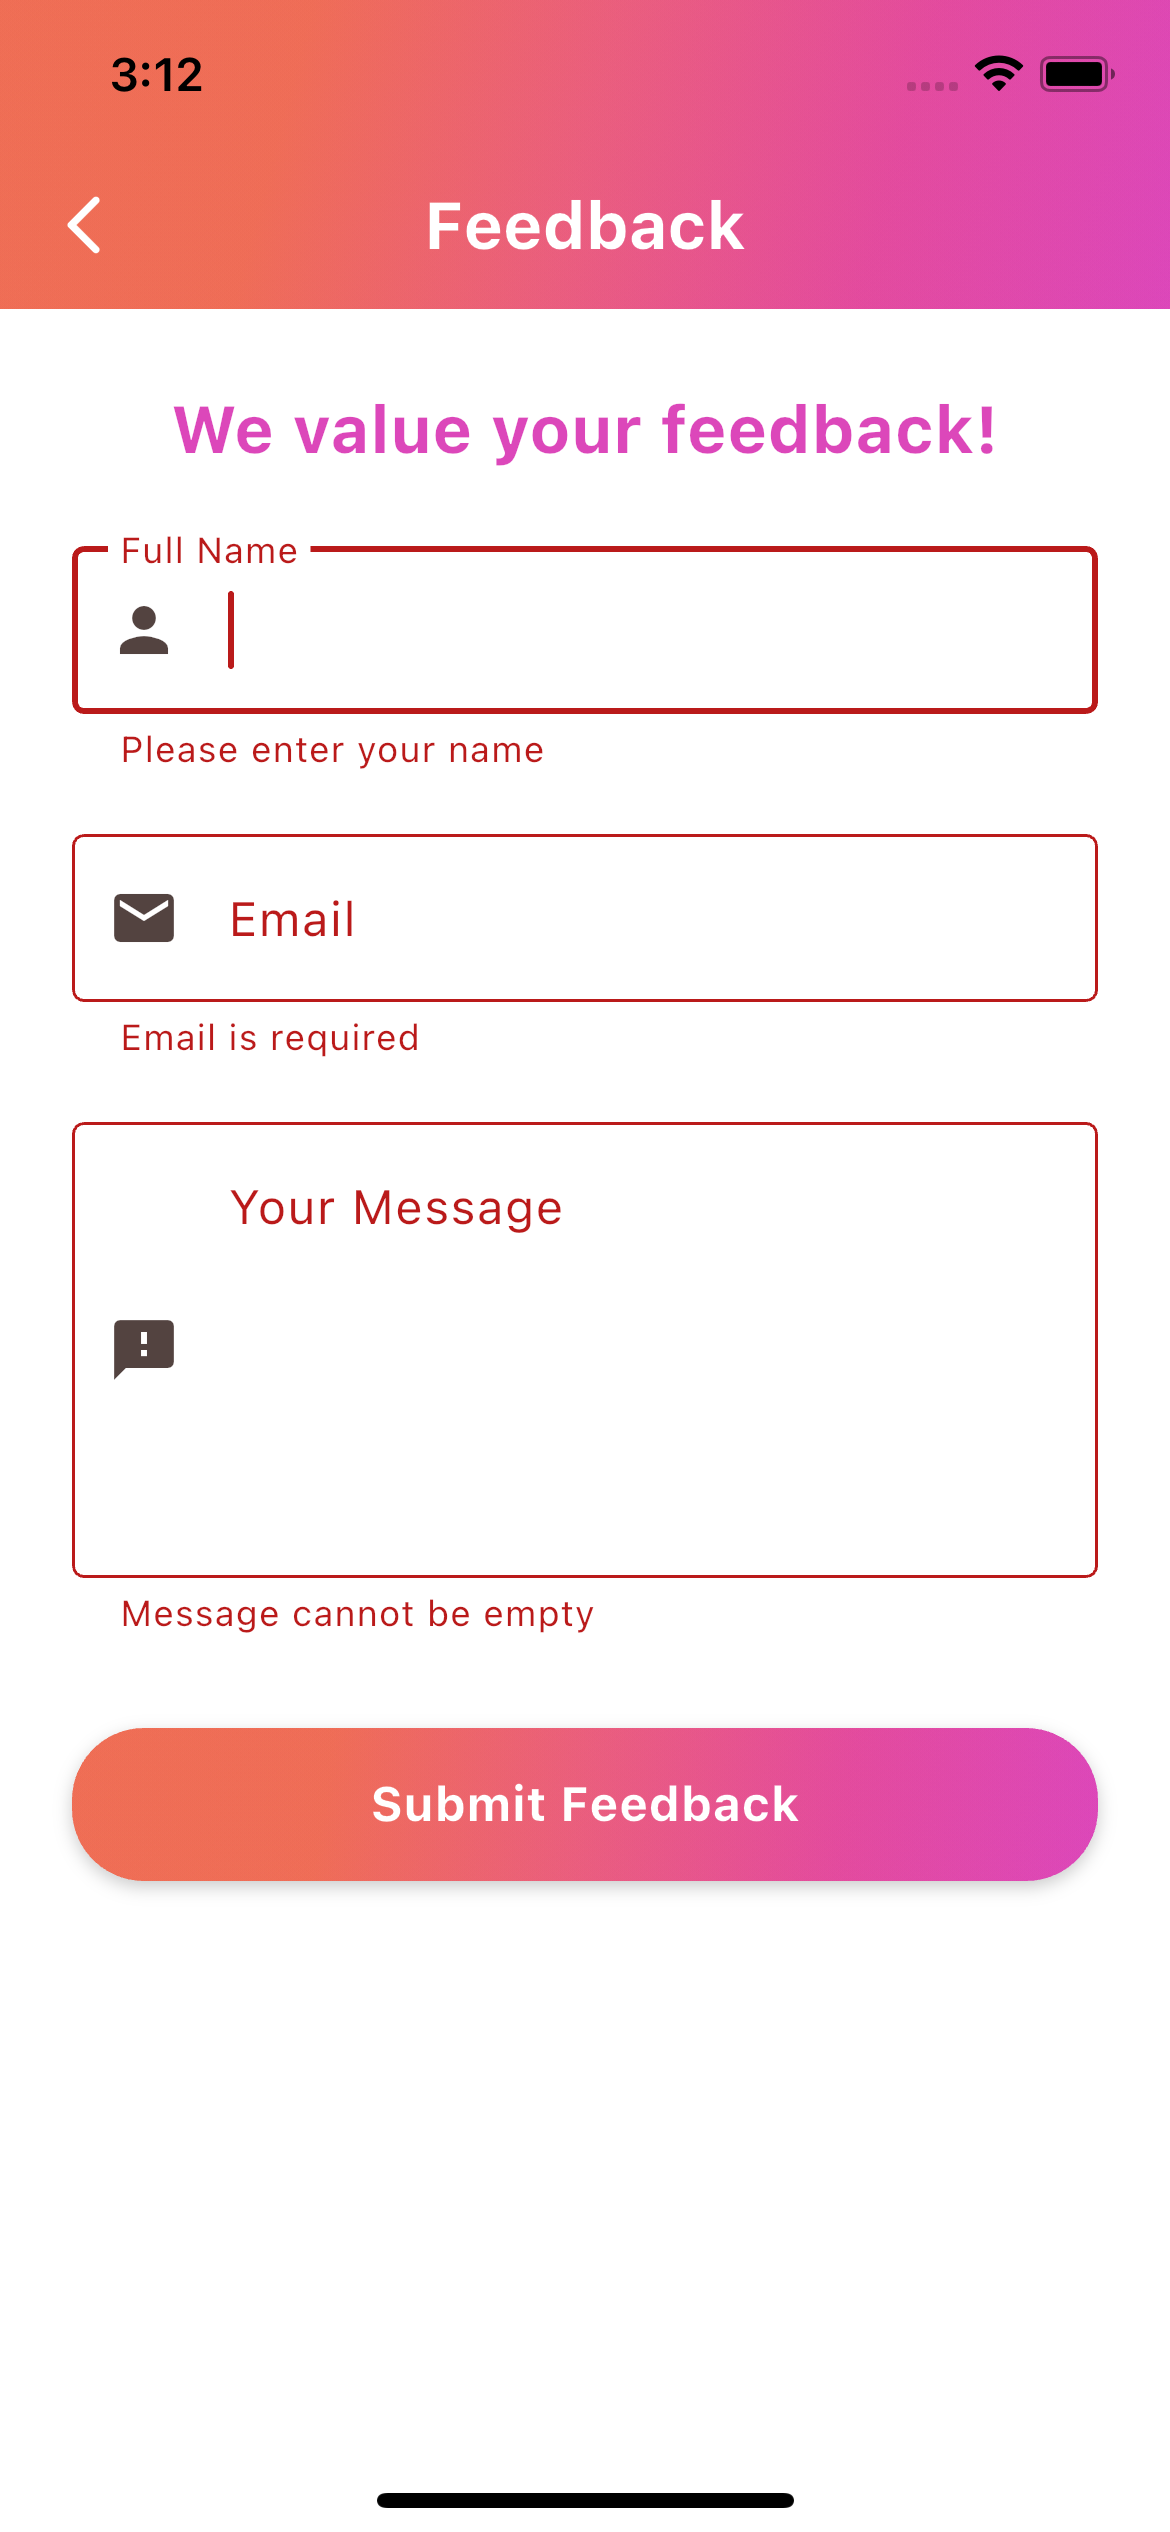 3:12
Feedback
We value your feedback!
Full Name
Please enter your name
Email
Email is required
Your Message
Message cannot be empty
Submit Feedback